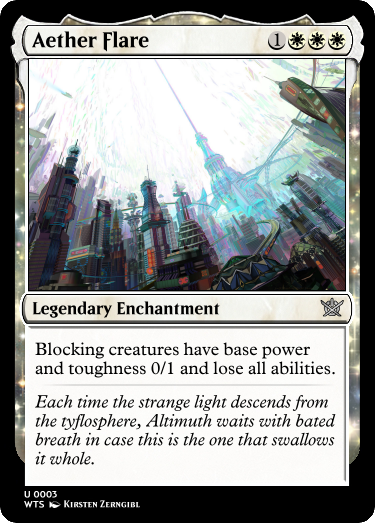 Aether Flare 1
Legendary Enchantment
Blocking creatures have base power
and toughness 0/1 and lose all abilities.
Each time the strange light descends from
the tyflosphere, Altimuth waits with bated
breath in case this is the one that swallows
it whole.
U 0003
WTS Kirsten Zerngibl